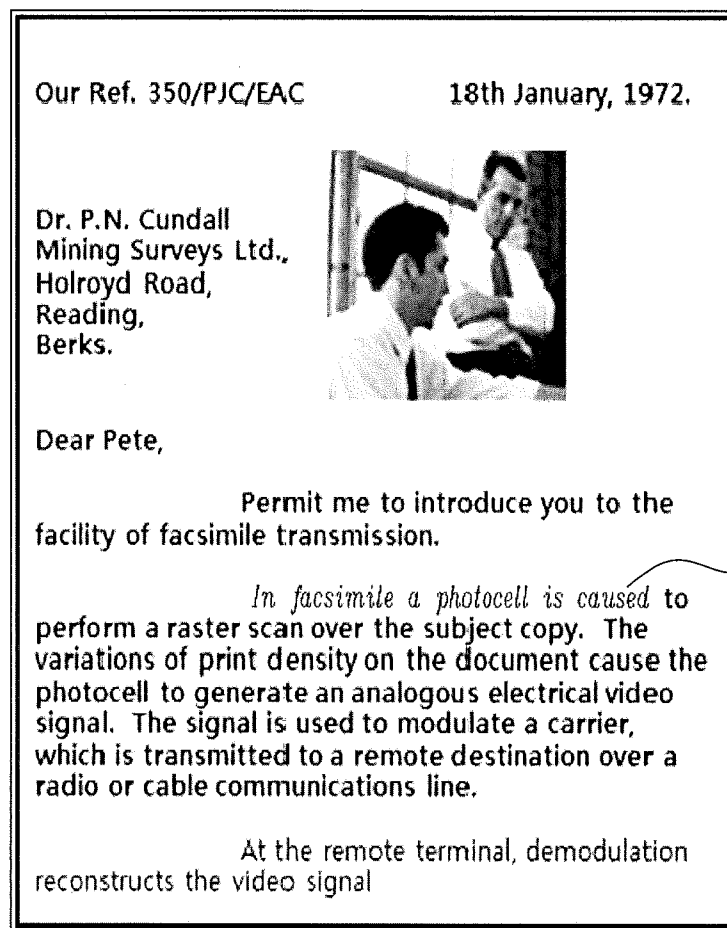 Our Ref. 350/PJC/EAC 18th January, 1972.
Dr. P.N. Cundall
Mining Surveys Ltd.,
Holroyd Road,
Reading,
Berks.
Dear Pete,
Permit me to introduce you to the
facility of facsimile transmission.
In facsimile a photocell is caused to
perform a raster scan over the subject copy. The
variations of print density on the document cause the
photocell to generate an analogous electrical video
signal. The signal is used to modulate a carrier,
which is transmitted to a remote destination over a
radio or cable communications line.
At the remote terminal, demodulation
reconstructs the video signal